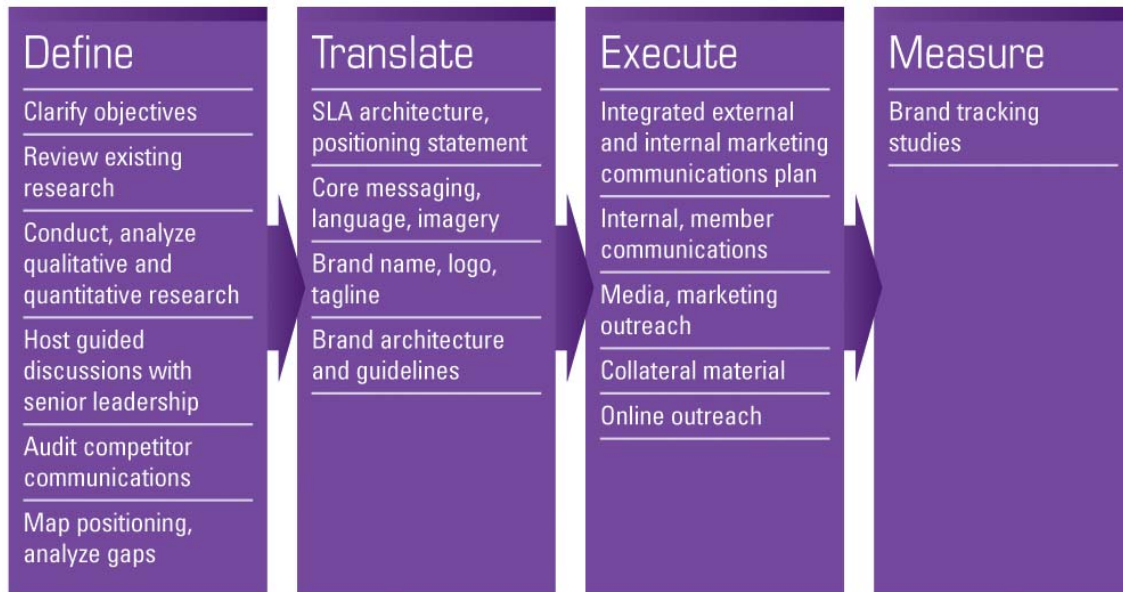 Define
Clarify objectives
Review existing
research
Conduct, analyze
qualitative and
quantitative research
Host guided
discussions with
senior leadership
Audit competitor
communications
Map positioning,
analyze gaps
Translate
SLA architecture,
positioning statement
Core messaging,
language, imagery
Brand name, logo,
tagline
Brand architecture
and guidelines
Execute
Integrated external
and internal marketing
communications plan
Internal, member
communications
Media, marketing
outreach
Collateral material
Online outreach
Measure
Brand tracking
studies